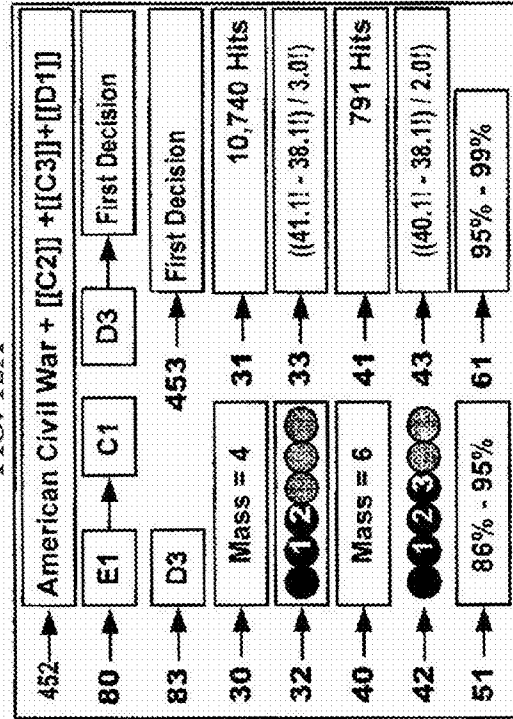 452 American Civil War + [[C2]] +[[C3]]+[[D1]]
80 E1 C1 D3 First Decision
83 D3 453 First Decision
30 Mass = 4 31 10,740 Hits
32 1 2 33 ((41.1! - 38.1!) / 3.0!)
40 Mass = 6 41 791 Hits
42 1 2 3 43 ((40.1! - 38.1!) / 2.0!)
51 86% - 95% 61 95% - 99%